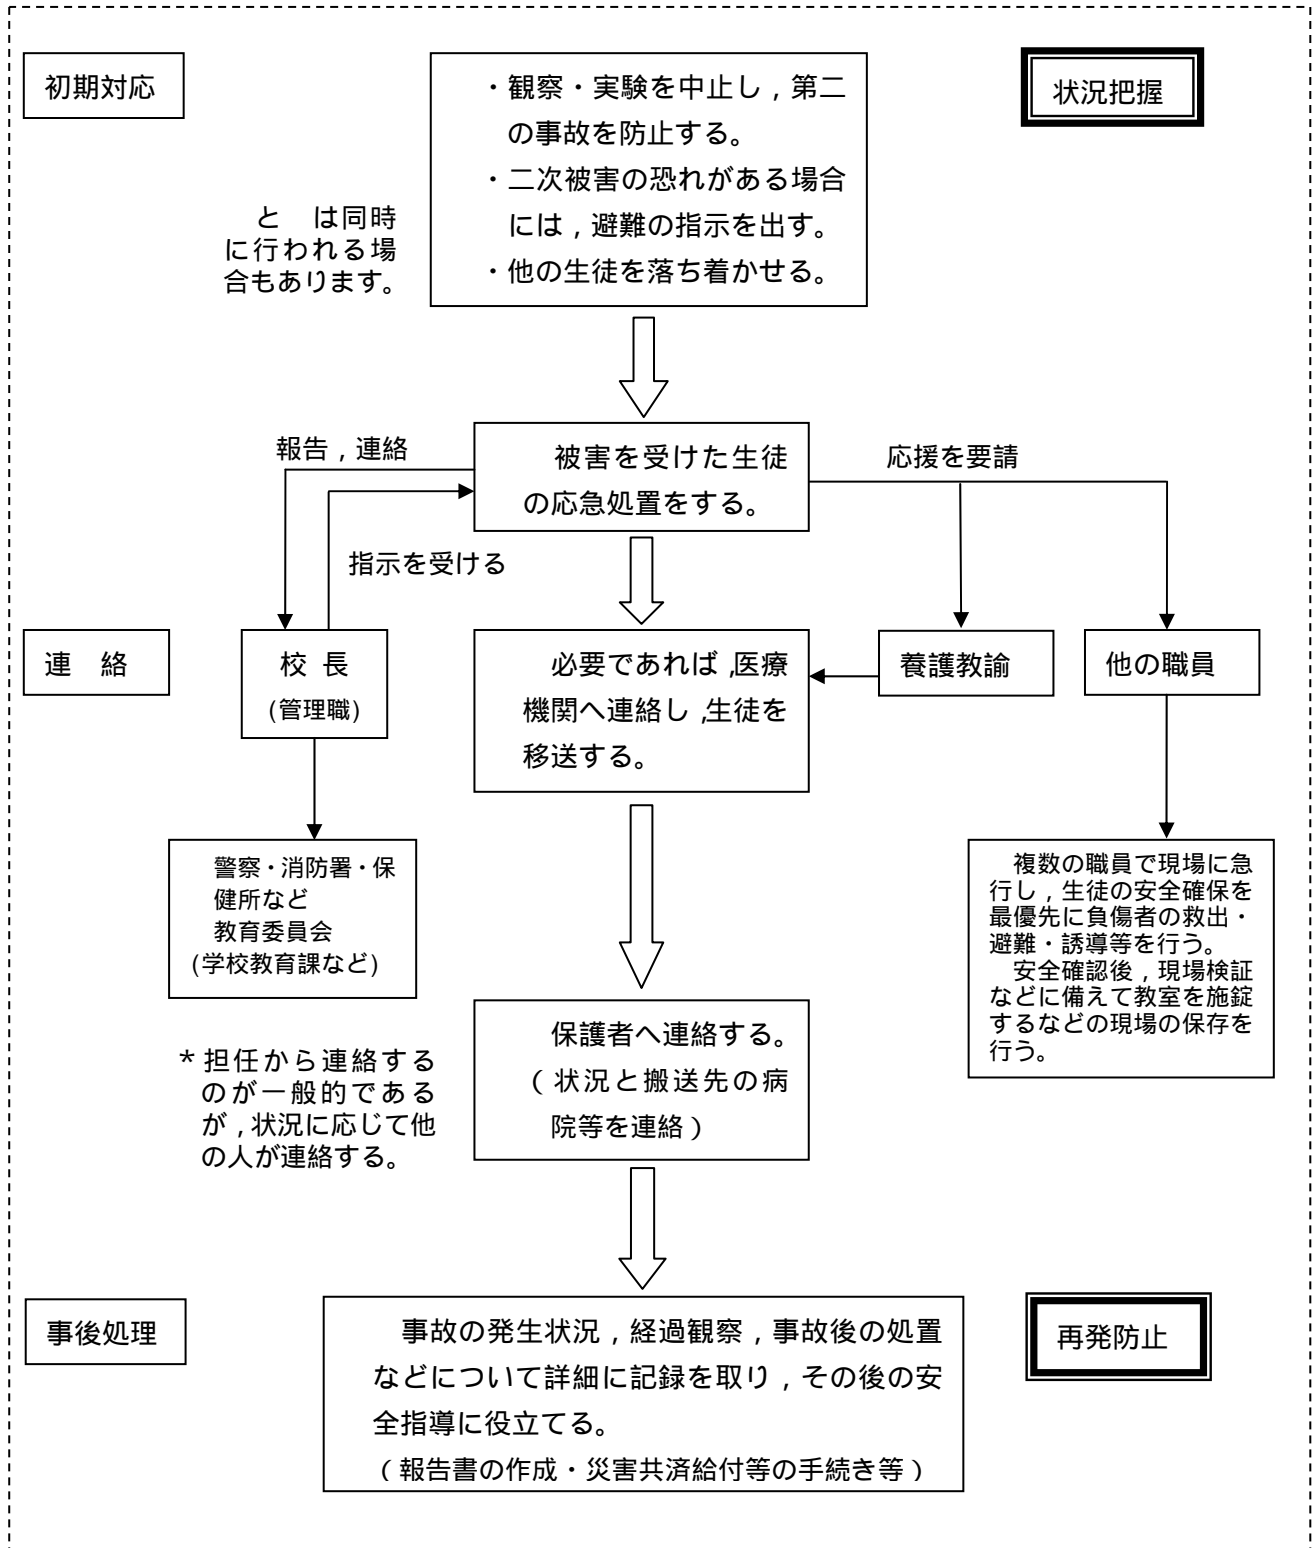 初期対応
・観察・実験を中止し，第二
の事故を防止する。
・二次被害の恐れがある場合
には，避難の指示を出す。
・他の生徒を落ち着かせる。
状況把握
と　は同時
に行われる場
合もあります。
報告，連絡
被害を受けた生徒
の応急処置をする。
応援を要請
指示を受ける
連　絡
校 長
(管理職)
必要であれば，医療
機関へ連絡し，生徒を
移送する。
養護教諭
他の職員
警察・消防署・保
健所など
教育委員会
(学校教育課など)
複数の職員で現場に急
行し，生徒の安全確保を
最優先に負傷者の救出・
避難・誘導等を行う。
安全確認後，現場検証
などに備えて教室を施錠
するなどの現場の保存を
行う。
＊担任から連絡する
のが一般的である
が，状況に応じて他
の人が連絡する。
保護者へ連絡する。
（状況と搬送先の病
院等を連絡）
事後処理
事故の発生状況，経過観察，事故後の処置
などについて詳細に記録を取り，その後の安
全指導に役立てる。
（報告書の作成・災害共済給付等の手続き等）
再発防止